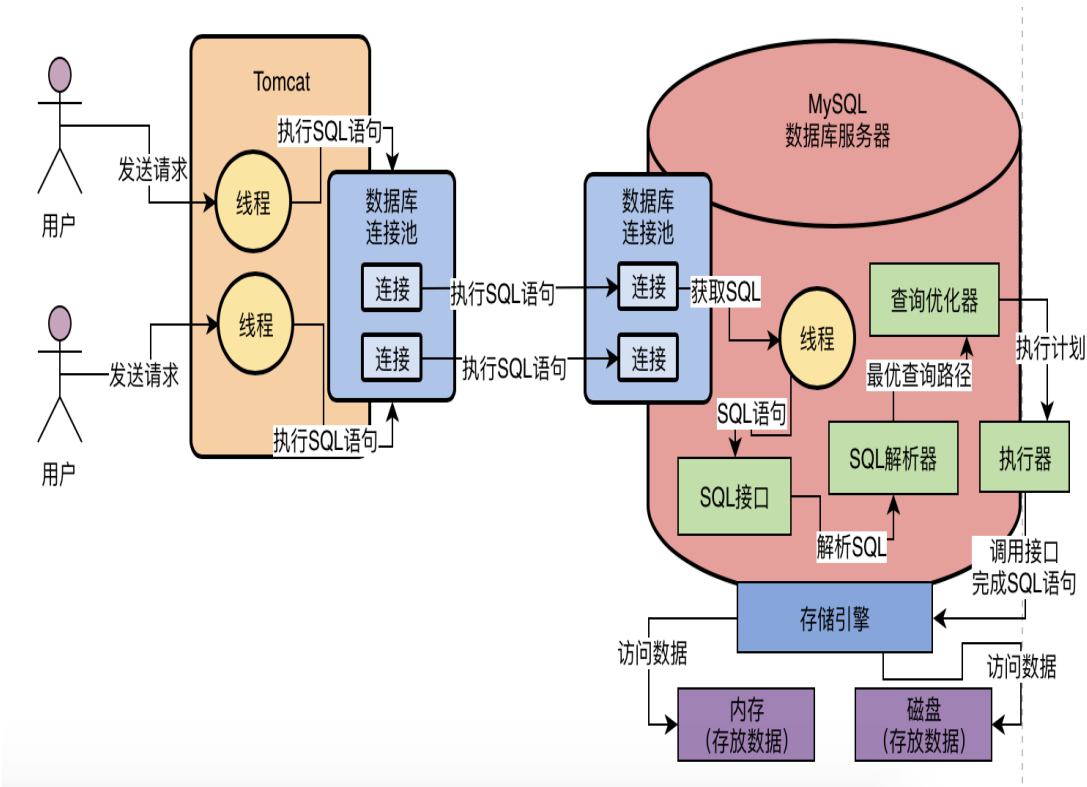 Tomcat
执行SQL语句
发送请求
线程
用户
数据库
连接池
连接
执行SQL语句
连接
执行SQL语句
线程
发送请求
执行SQL语句
用户
MySQL
数据库服务器
数据库
连接池
连接
连接
获取SQL
线程
查询优化器
执行计划
最优查询路径
SQL语句
SQL接口
解析SQL
SQL解析器
执行器
调用接口
完成SQL语句
存储引擎
访问数据
访问数据
内存
（存放数据）
磁盘
（存放数据）